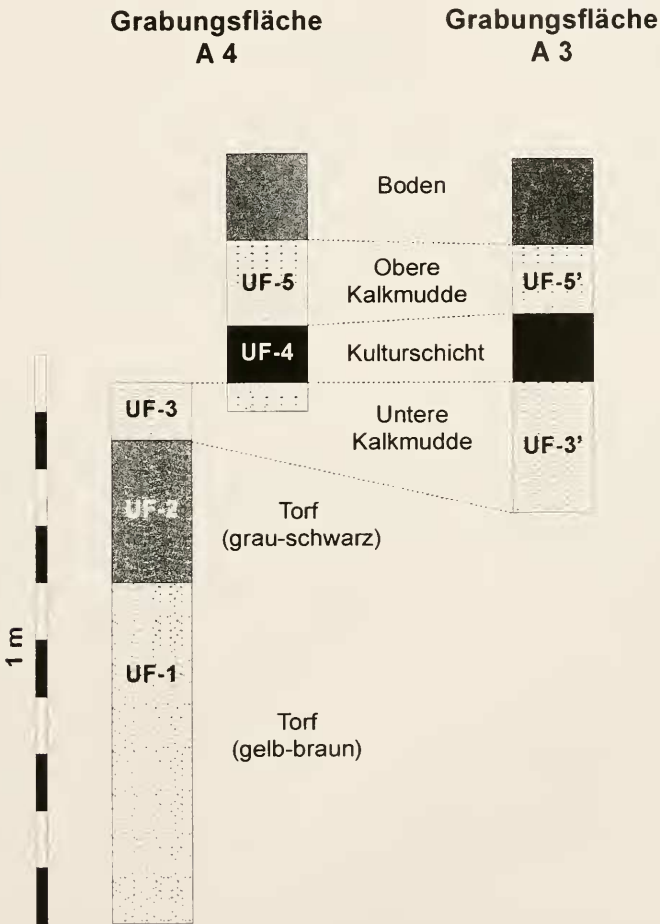 Grabungsfläche
A 4
Grabungsfläche
A 3
Boden
UF-5
Obere
Kalkmudde
UF-5’
UF-4
Kulturschicht
UF-3
Untere
Kalkmudde
UF-3’
UF-2
Torf
(grau-schwarz)
1 m
UF-1
Torf
(gelb-braun)